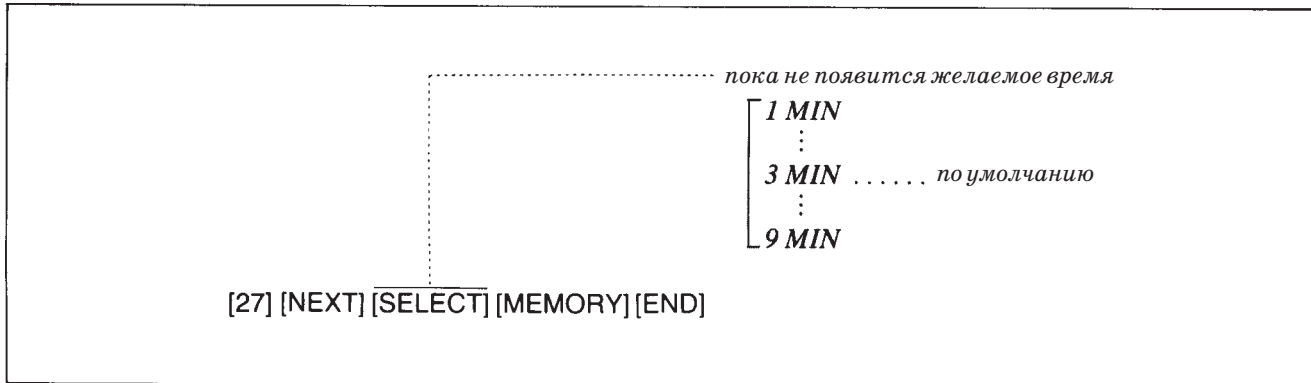 пока не появится желаемое время
1 MIN
⋮
3 MIN ...... по умолчанию
⋮
9 MIN
[27] [NEXT] [SELECT] [MEMORY] [END]